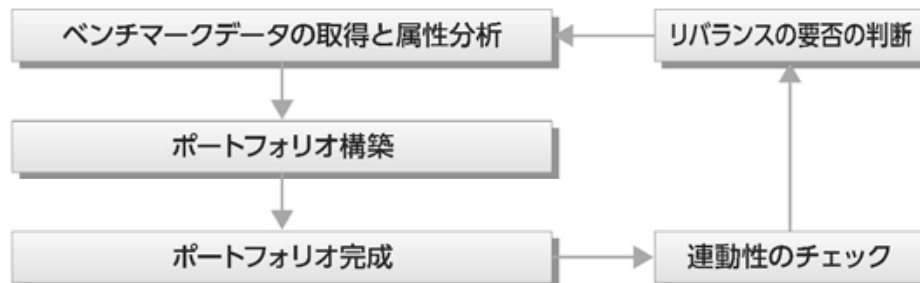 ベンチマークデータの取得と属性分析
リバランスの要否の判断
ポートフォリオ構築
ポートフォリオ完成
連動性のチェック